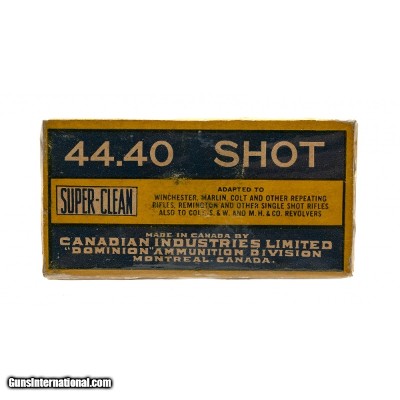 44.40 SHOT
SUPER-CLEAN
ADAPTED TO
WINCHESTER, MARLIN, COLT AND OTHER REPEATING
RIFLES, REMINGTON AND OTHER SINGLE SHOT RIFLES
ALSO TO COLT, S. & W. AND M. H. & CO. REVOLVERS
MADE IN CANADA BY
CANADIAN INDUSTRIES LIMITED
"DOMINION" AMMUNITION DIVISION
MONTREAL. CANADA.
GunsInternational.com